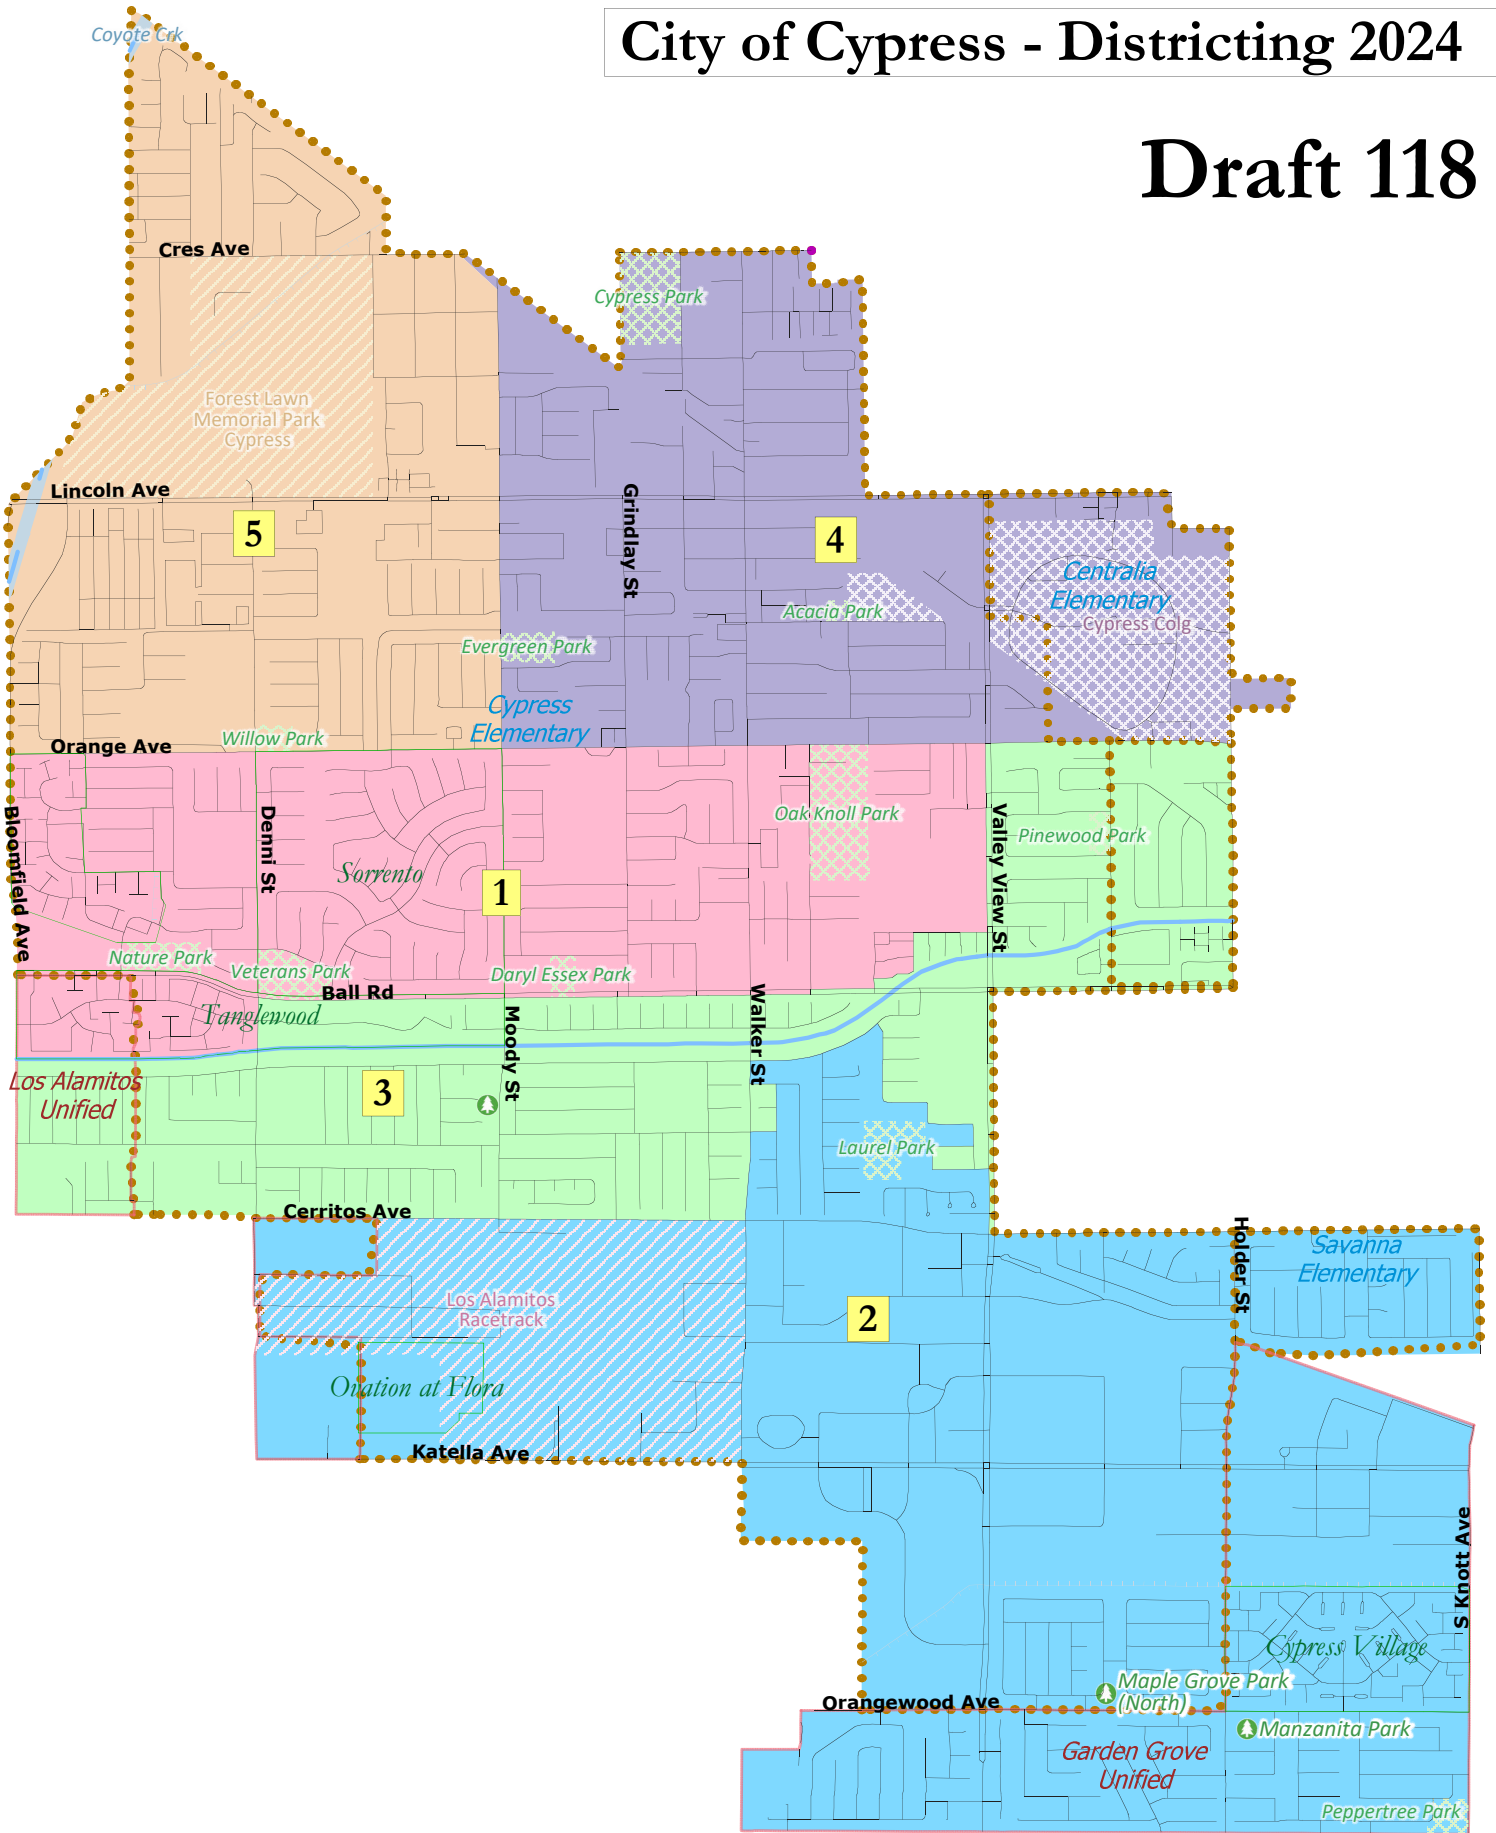 City of Cypress - Districting 2024
Coyote Crk
Draft 118
Cres Ave
Cypress Park
Forest Lawn
Memorial Park
Cypress
Lincoln Ave
Grindlay St
5
4
Centralia
Elementary
Acacia Park
Cypress Colg
Evergreen Park
Cypress
Elementary
Willow Park
Orange Ave
Bloomfield Ave
Denni St
Oak Knoll Park
Valley View St
Pinewood Park
Sorrento
1
Nature Park
Veterans Park
Daryl Essex Park
Ball Rd
Walker St
Tanglewood
Moody St
Los Alamitos
Unified
3
Laurel Park
Cerritos Ave
Holder St
Savanna
Elementary
Los Alamitos
Racetrack
2
Ovation at Flora
Katella Ave
S Knott Ave
Cypress Village
Maple Grove Park
(North)
Orangewood Ave
Manzanita Park
Garden Grove
Unified
Peppertree Park